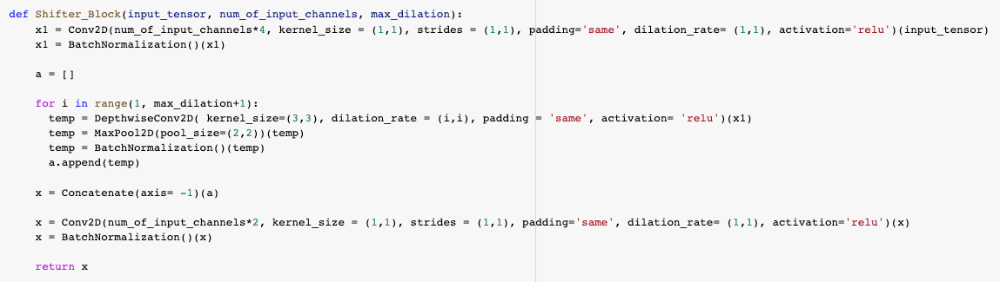 def Shifter_Block(input_tensor, num_of_input_channels, max_dilation):
    x1 = Conv2D(num_of_input_channels*4, kernel_size = (1,1), strides = (1,1), padding='same', dilation_rate= (1,1), activation='relu')(input_tensor)
    x1 = BatchNormalization()(x1)

    a = []

    for i in range(1, max_dilation+1):
      temp = DepthwiseConv2D( kernel_size=(3,3), dilation_rate = (i,i), padding = 'same', activation= 'relu')(x1)
      temp = MaxPool2D(pool_size=(2,2))(temp)
      temp = BatchNormalization()(temp)
      a.append(temp)

    x = Concatenate(axis= -1)(a)

    x = Conv2D(num_of_input_channels*2, kernel_size = (1,1), strides = (1,1), padding='same', dilation_rate= (1,1), activation='relu')(x)
    x = BatchNormalization()(x)

    return x